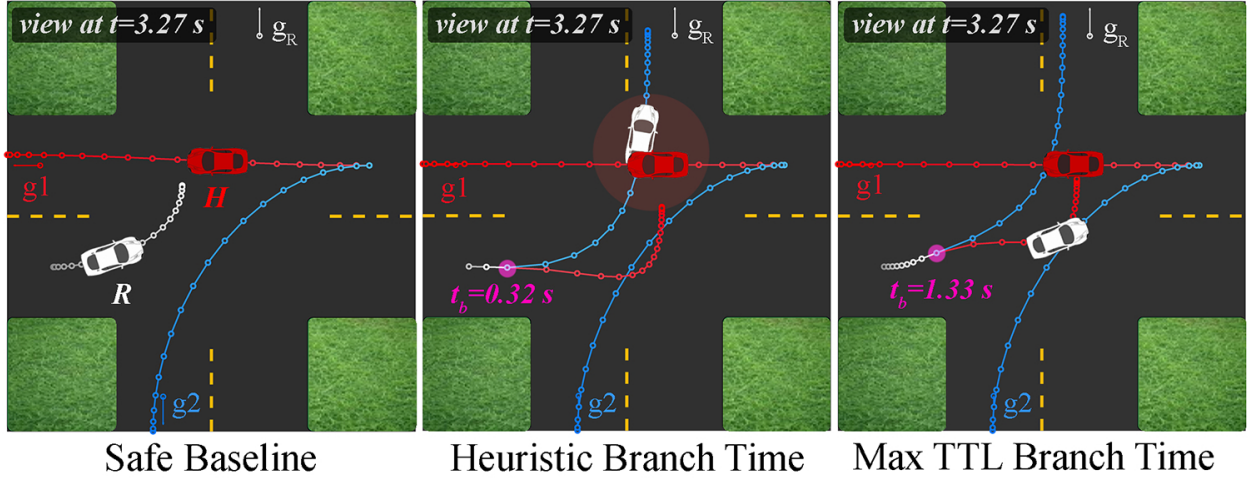 view at t=3.27 s
g_R
g1
H
R
g2
Safe Baseline
view at t=3.27 s
g_R
g1
t_b=0.32 s
g2
Heuristic Branch Time
view at t=3.27 s
g_R
g1
t_b=1.33 s
g2
Max TTL Branch Time